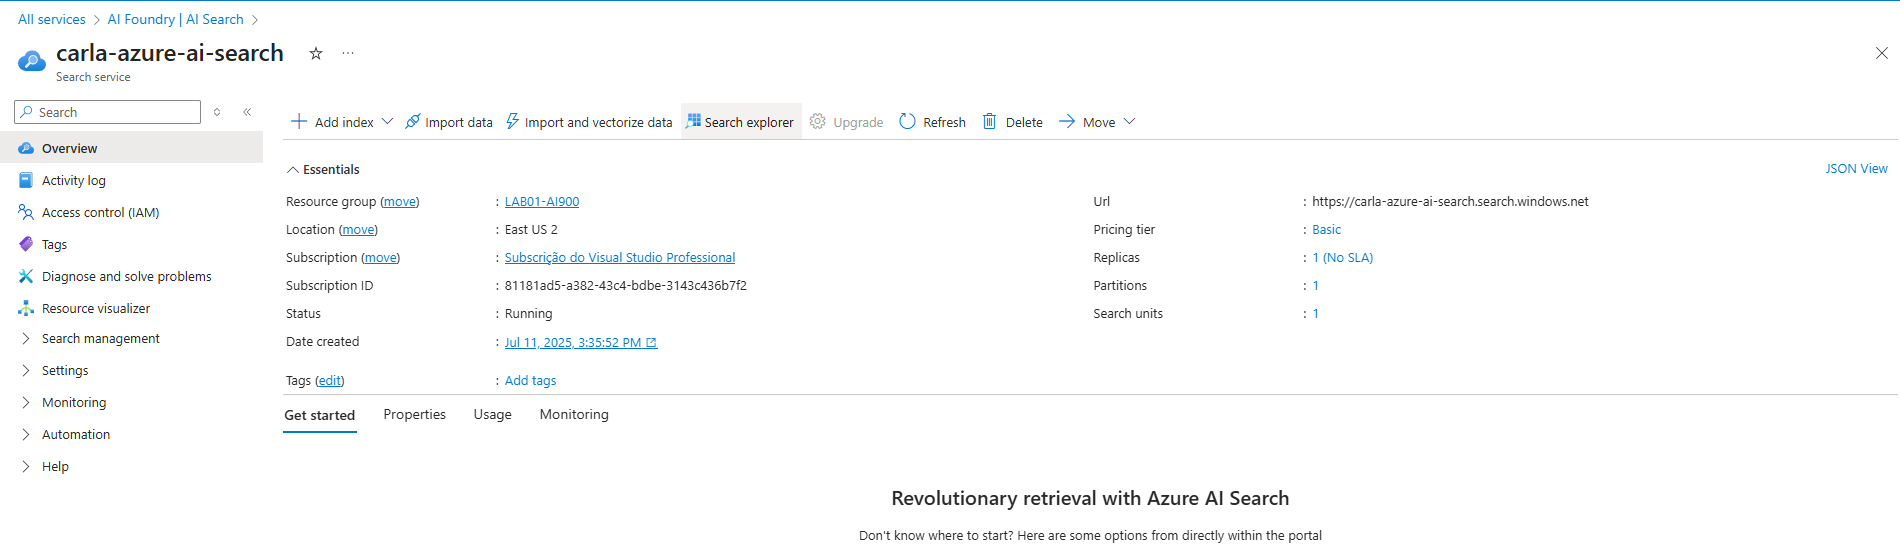 All services > AI Foundry | AI Search >
carla-azure-ai-search
Search service
Search
Overview
Activity log
Access control (IAM)
Tags
Diagnose and solve problems
Resource visualizer
Search management
Settings
Monitoring
Automation
Help
Add index Import data Import and vectorize data Search explorer Upgrade Refresh Delete Move
Essentials
JSON View
Resource group (move) : LAB01-AI900
Location (move) : East US 2
Subscription (move) : Subscrição do Visual Studio Professional
Subscription ID : 81181ad5-a382-43c4-bdbe-3143c436b7f2
Status : Running
Date created : Jul 11, 2025, 3:35:52 PM
Tags (edit) : Add tags
Url : https://carla-azure-ai-search.search.windows.net
Pricing tier : Basic
Replicas : 1 (No SLA)
Partitions : 1
Search units : 1
Get started Properties Usage Monitoring
Revolutionary retrieval with Azure AI Search
Don't know where to start? Here are some options from directly within the portal